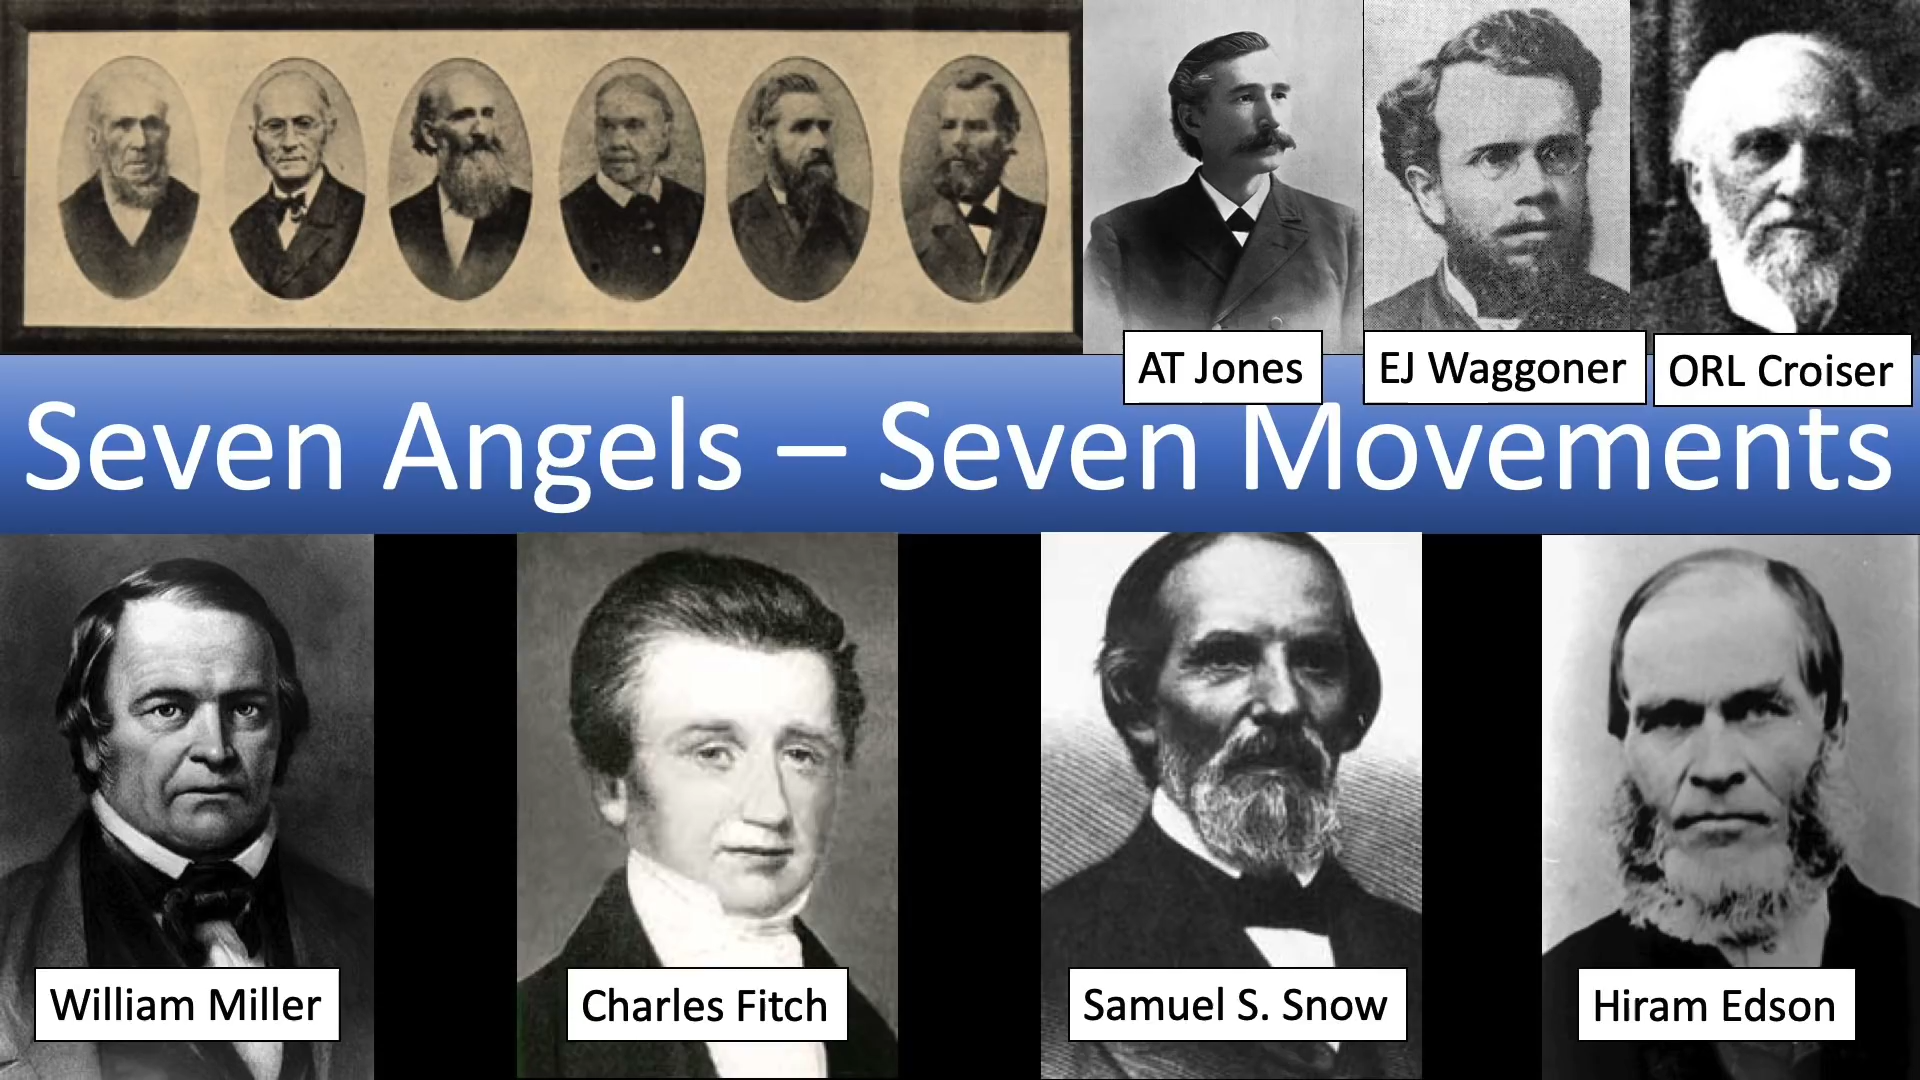 AT Jones
EJ Waggoner
ORL Croiser
Seven Angels – Seven Movements
William Miller
Charles Fitch
Samuel S. Snow
Hiram Edson